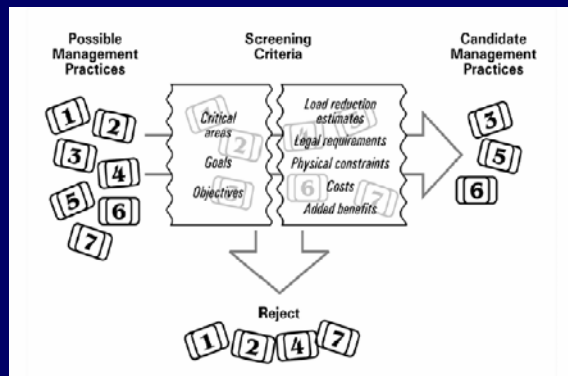 Possible
Management
Practices
Screening
Criteria
Candidate
Management
Practices
1
2
3
4
5
6
7
Critical
areas
Goals
Objectives
Load reduction
estimates
Legal requirements
Physical constraints
Costs
Added benefits
3
5
6
Reject
1 2 4 7